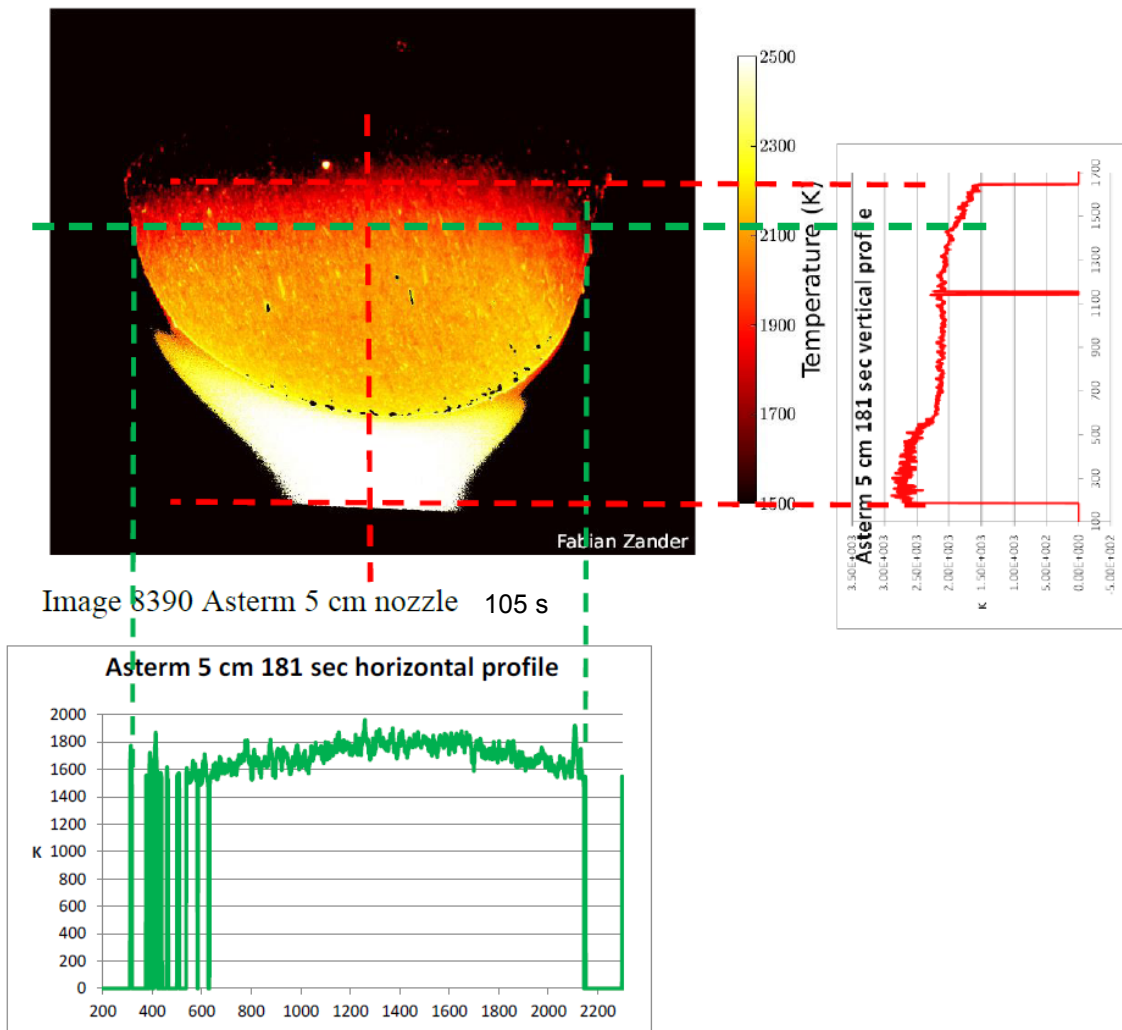 2500
2300
2100
1900
1700
1500
Temperature (K)
Fabian Zander
Image 8390 Asterm 5 cm nozzle 105 s
Asterm 5 cm 181 sec vertical profile
3.50E+003
3.00E+003
2.50E+003
2.00E+003
1.50E+003
1.00E+003
5.00E+002
0.00E+000
-5.00E+002
K
100
300
500
700
900
1100
1300
1500
1700
Asterm 5 cm 181 sec horizontal profile
2000
1800
1600
1400
1200
1000
800
600
400
200
0
K
200 400 600 800 1000 1200 1400 1600 1800 2000 2200